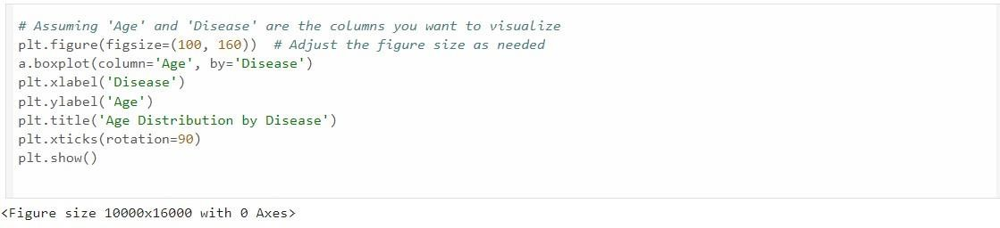 # Assuming 'Age' and 'Disease' are the columns you want to visualize
plt.figure(figsize=(100, 160))  # Adjust the figure size as needed
a.boxplot(column='Age', by='Disease')
plt.xlabel('Disease')
plt.ylabel('Age')
plt.title('Age Distribution by Disease')
plt.xticks(rotation=90)
plt.show()
<Figure size 10000x16000 with 0 Axes>